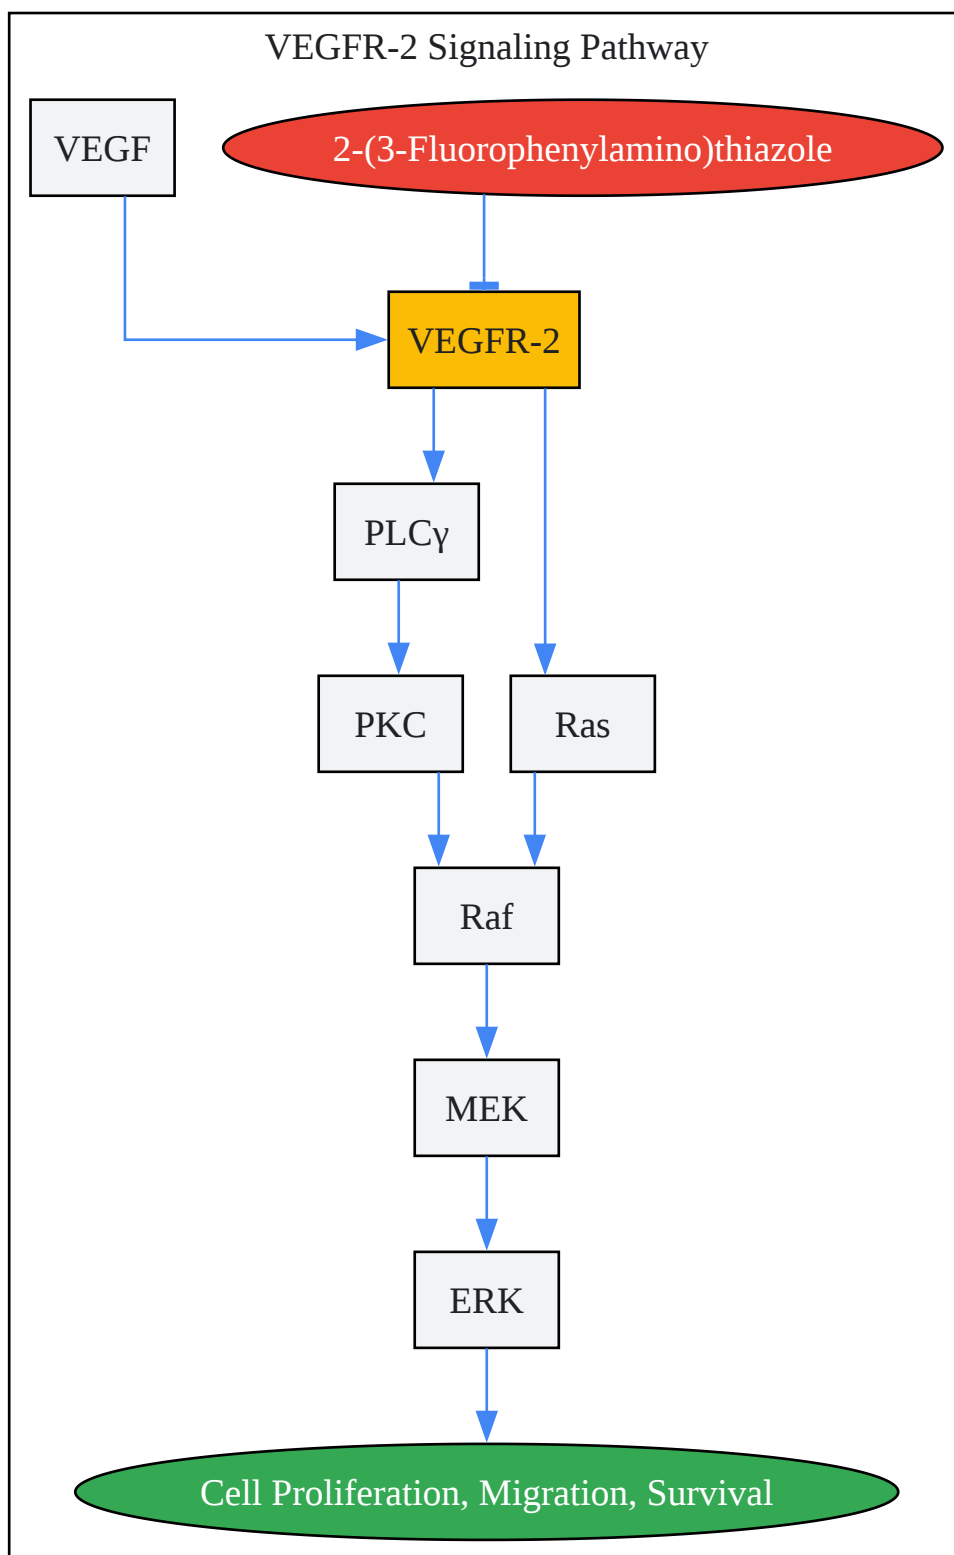 VEGFR-2 Signaling Pathway
VEGF
2-(3-Fluorophenylamino)thiazole
VEGFR-2
PLCγ
PKC
Ras
Raf
MEK
ERK
Cell Proliferation, Migration, Survival